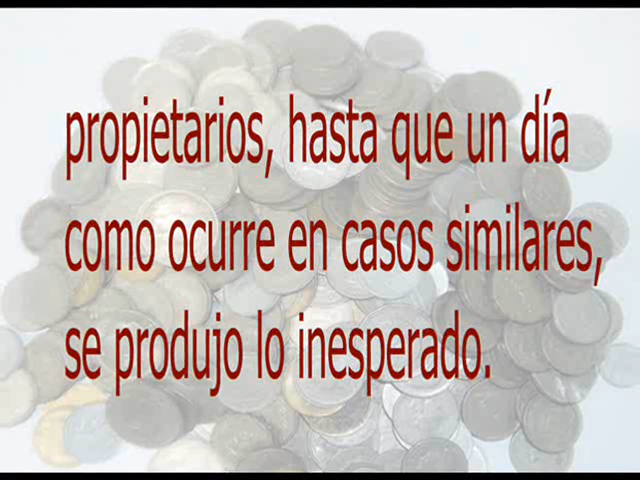 propietarios, hasta que un día
como ocurre en casos similares,
se produjo lo inesperado.